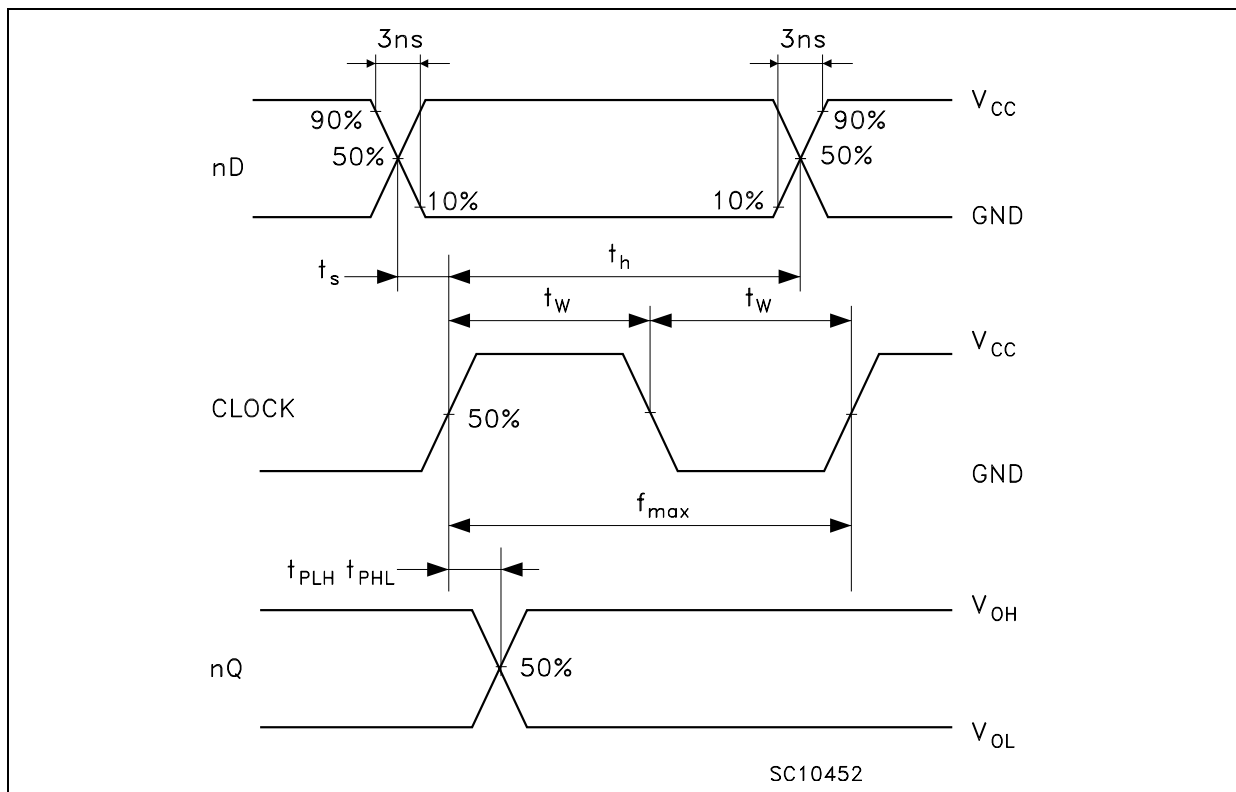 3ns 3ns
V_CC
90% 90%
nD 50% 50%
10% 10%
GND
t_s t_h
t_W t_W
V_CC
CLOCK 50%
GND
f_max
t_PLH t_PHL
V_OH
nQ 50%
V_OL
SC10452